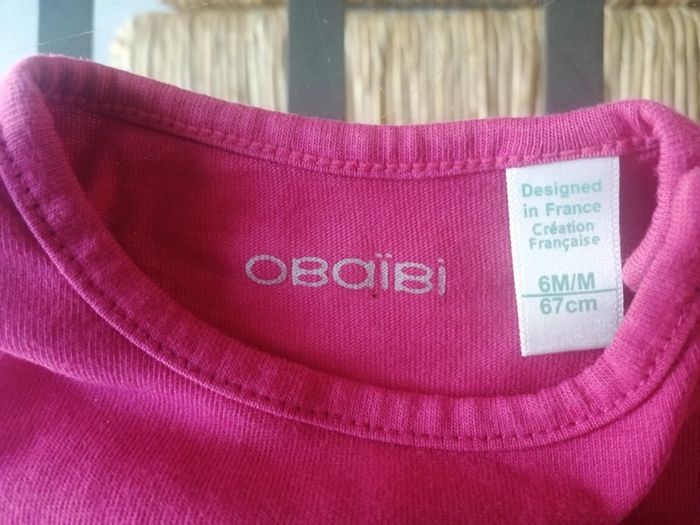 OBaïBi
Designed
in France
Création
Française
6M/M
67cm